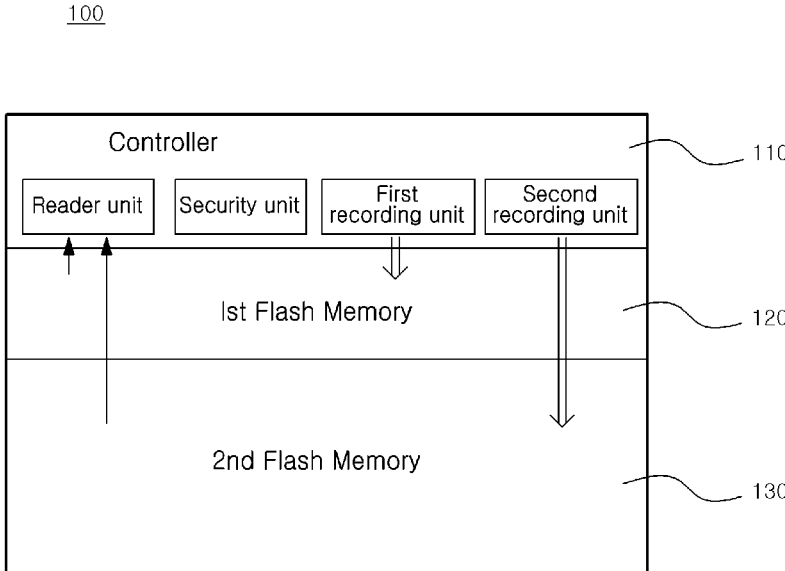 100
Controller
110
Reader unit
Security unit
First
recording unit
Second
recording unit
1st Flash Memory
120
2nd Flash Memory
130